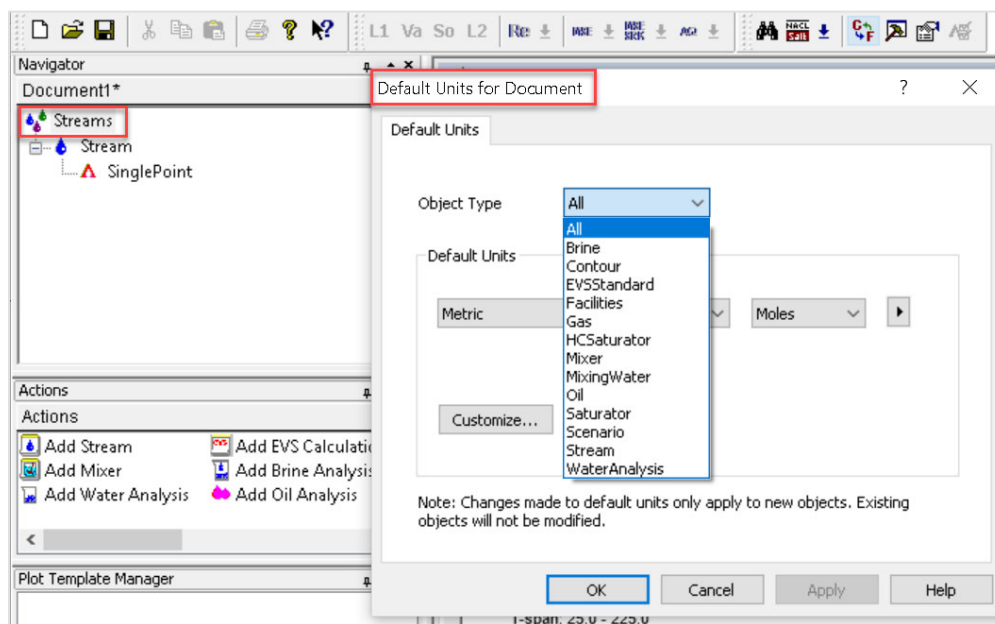 L1 Va So L2
Navigator
Document1*
Streams
Stream
SinglePoint
Default Units for Document
?
Default Units
Object Type
All
All
Brine
Contour
EVSStandard
Facilities
Gas
HCSaturator
Mixer
MixingWater
Oil
Saturator
Scenario
Stream
WaterAnalysis
Default Units
Metric
Moles
Customize...
Note: Changes made to default units only apply to new objects. Existing
objects will not be modified.
OK Cancel Apply Help
Actions
Actions
Add Stream
Add EVS Calculatic
Add Mixer
Add Brine Analysis
Add Water Analysis
Add Oil Analysis
Plot Template Manager
T-span: 25.0 - 225.0